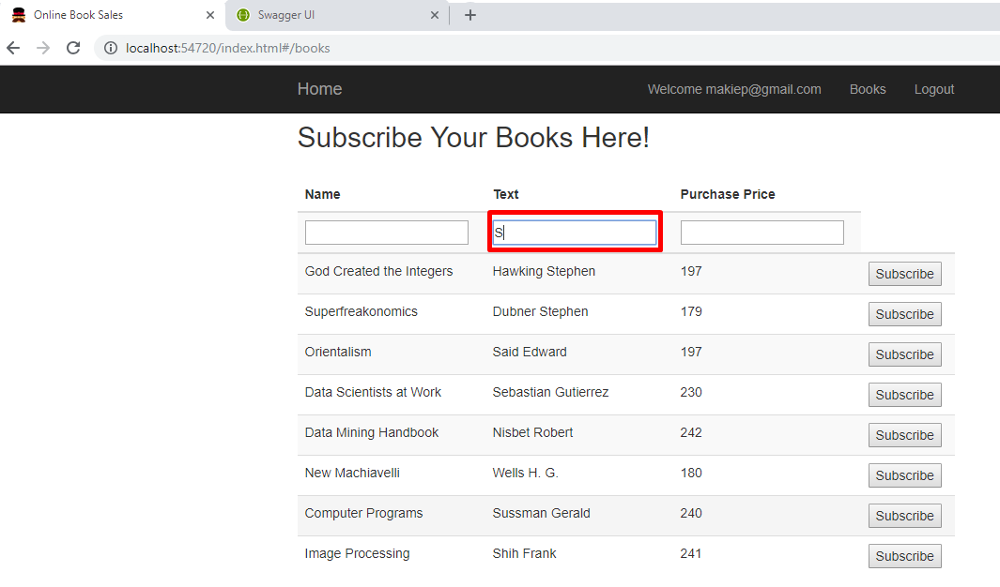 Online Book Sales
Swagger UI
localhost:54720/index.html#/books
Home Welcome makiep@gmail.com Books Logout
Subscribe Your Books Here!
Name Text Purchase Price
S
God Created the Integers Hawking Stephen 197 Subscribe
Superfreakonomics Dubner Stephen 179 Subscribe
Orientalism Said Edward 197 Subscribe
Data Scientists at Work Sebastian Gutierrez 230 Subscribe
Data Mining Handbook Nisbet Robert 242 Subscribe
New Machiavelli Wells H. G. 180 Subscribe
Computer Programs Sussman Gerald 240 Subscribe
Image Processing Shih Frank 241 Subscribe